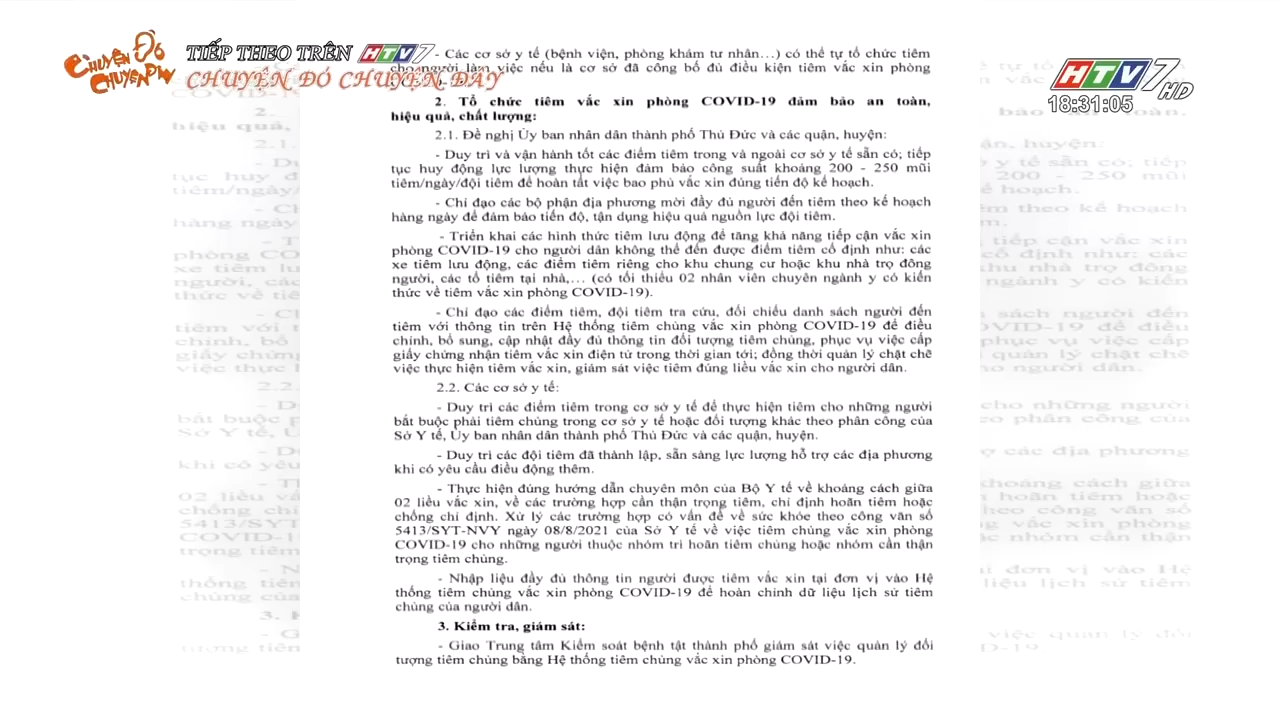 CHUYỆN ĐÓ CHUYỆN ĐÂY
TIẾP THEO TRÊN HTV7
CHUYỆN ĐÓ CHUYỆN ĐÂY
HTV7 HD
18:31:05
- Các cơ sở y tế (bệnh viện, phòng khám tư nhân...) có thể tự tổ chức tiêm
cho người làm việc nếu là cơ sở đã công bố đủ điều kiện tiêm vắc xin phòng
2. Tổ chức tiêm vắc xin phòng COVID-19 đảm bảo an toàn,
hiệu quả, chất lượng:
2.1. Đề nghị Ủy ban nhân dân thành phố Thủ Đức và các quận, huyện:
- Duy trì và vận hành tốt các điểm tiêm trong và ngoài cơ sở y tế sẵn có; tiếp
tục huy động lực lượng thực hiện đảm bảo công suất khoảng 200 - 250 mũi
tiêm/ngày/đội tiêm để hoàn tất việc bao phủ vắc xin đúng tiến độ kế hoạch.
- Chỉ đạo các bộ phận địa phương mời đầy đủ người đến tiêm theo kế hoạch
hàng ngày để đảm bảo tiến độ, tận dụng hiệu quả nguồn lực đội tiêm.
- Triển khai các hình thức tiêm lưu động để tăng khả năng tiếp cận vắc xin
phòng COVID-19 cho người dân không thể đến được điểm tiêm cố định như: các
xe tiêm lưu động, các điểm tiêm riêng cho khu chung cư hoặc khu nhà trọ đông
người, các tổ tiêm tại nhà,... (có tối thiểu 02 nhân viên chuyên ngành y có kiến
thức về tiêm vắc xin phòng COVID-19).
- Chỉ đạo các điểm tiêm, đội tiêm tra cứu, đối chiếu danh sách người đến
tiêm với thông tin trên Hệ thống tiêm chủng vắc xin phòng COVID-19 để điều
chỉnh, bổ sung, cập nhật đầy đủ thông tin đối tượng tiêm chủng, phục vụ việc cấp
giấy chứng nhận tiêm vắc xin điện tử trong thời gian tới; đồng thời quản lý chặt chẽ
việc thực hiện tiêm vắc xin, giám sát việc tiêm đúng liều vắc xin cho người dân.
2.2. Các cơ sở y tế:
- Duy trì các điểm tiêm trong cơ sở y tế để thực hiện tiêm cho những người
bắt buộc phải tiêm chủng trong cơ sở y tế hoặc đối tượng khác theo phân công của
Sở Y tế, Ủy ban nhân dân thành phố Thủ Đức và các quận, huyện.
- Duy trì các đội tiêm đã thành lập, sẵn sàng lực lượng hỗ trợ các địa phương
khi có yêu cầu điều động thêm.
- Thực hiện đúng hướng dẫn chuyên môn của Bộ Y tế về khoảng cách giữa
02 liều vắc xin, về các trường hợp cẩn thận trọng tiêm, chỉ định hoãn tiêm hoặc
chống chỉ định. Xử lý các trường hợp có vấn đề về sức khỏe theo công văn số
5413/SYT-NVY ngày 08/8/2021 của Sở Y tế về việc tiêm chủng vắc xin phòng
COVID-19 cho những người thuộc nhóm trì hoãn tiêm chủng hoặc nhóm cẩn thận
trọng tiêm chủng.
- Nhập liệu đầy đủ thông tin người được tiêm vắc xin tại đơn vị vào Hệ
thống tiêm chủng vắc xin phòng COVID-19 để hoàn chỉnh dữ liệu lịch sử tiêm
chủng của người dân.
3. Kiểm tra, giám sát:
- Giao Trung tâm Kiểm soát bệnh tật thành phố giám sát việc quản lý đối
tượng tiêm chủng bằng Hệ thống tiêm chủng vắc xin phòng COVID-19.